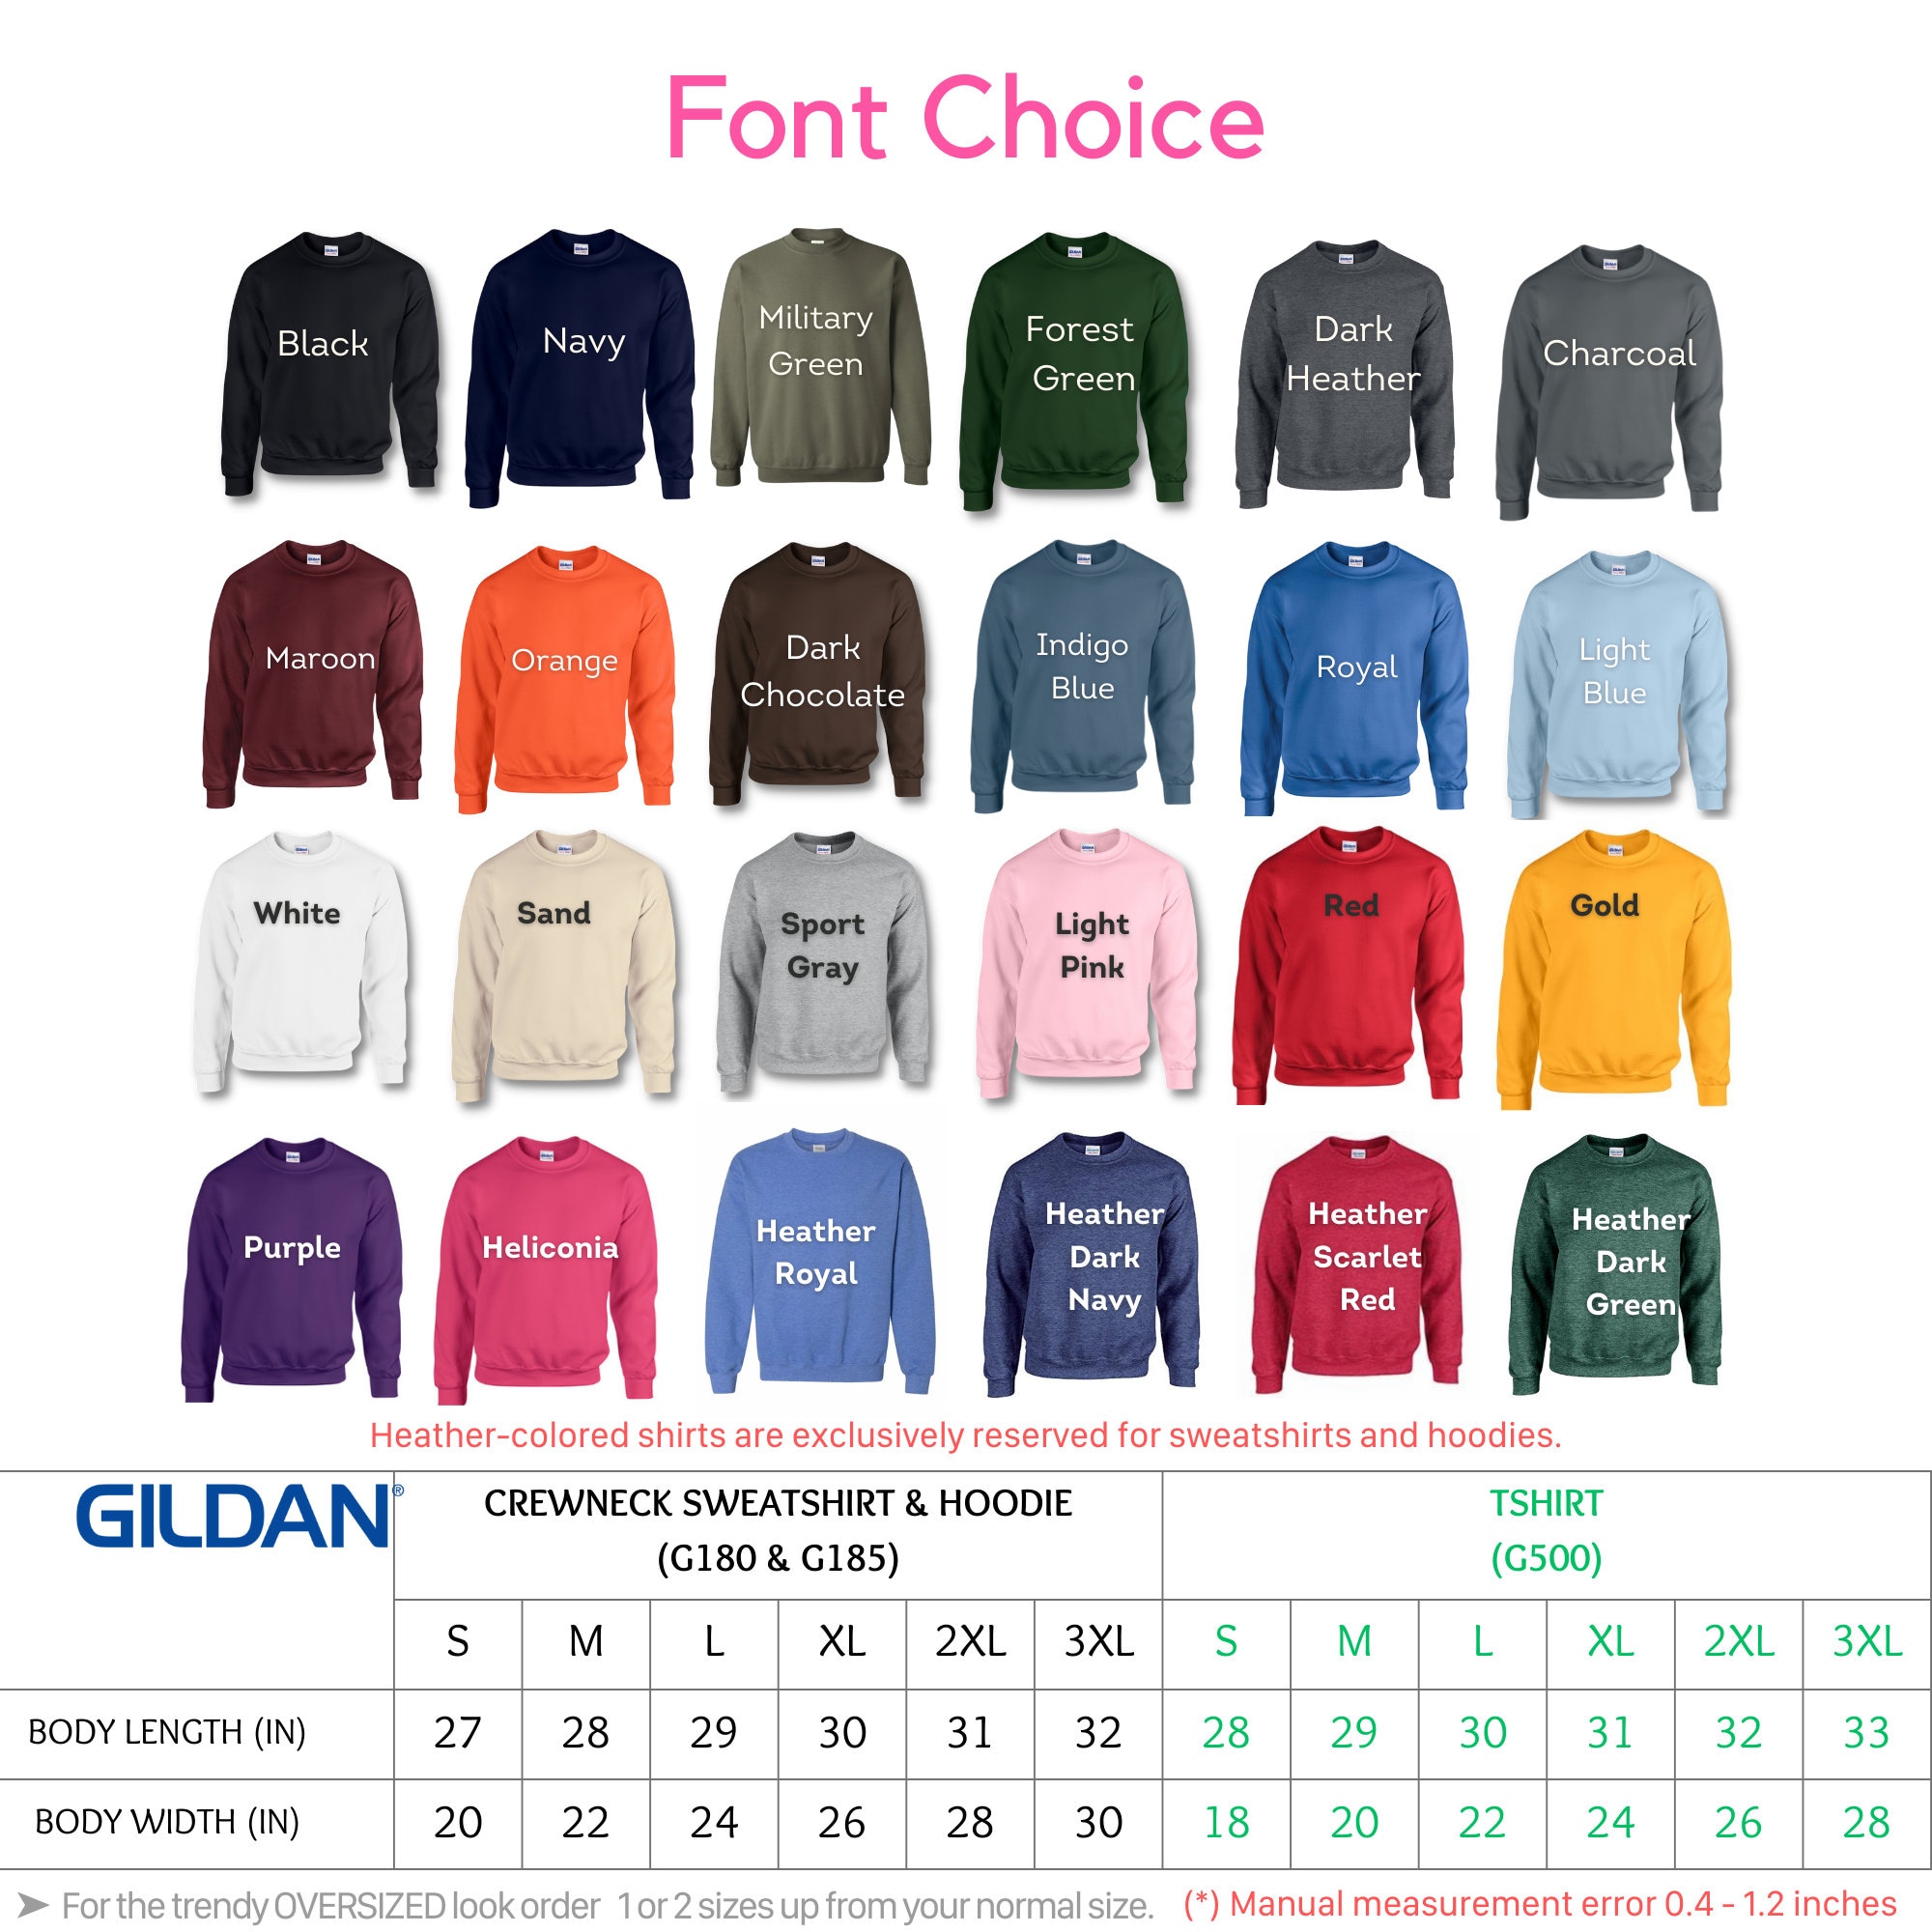 Font Choice
Black
Navy
Military
Green
Forest
Green
Dark
Heather
Charcoal
Maroon
Orange
Dark
Chocolate
Indigo
Blue
Royal
Light
Blue
White
Sand
Sport
Gray
Light
Pink
Red
Gold
Purple
Heliconia
Heather
Royal
Heather
Dark
Navy
Heather
Scarlet
Red
Heather
Dark
Green
Heather-colored shirts are exclusively reserved for sweatshirts and hoodies.
GILDAN®
CREWNECK SWEATSHIRT & HOODIE
(G180 & G185)
TSHIRT
(G500)
S M L XL 2XL 3XL S M L XL 2XL 3XL
BODY LENGTH (IN) 27 28 29 30 31 32 28 29 30 31 32 33
BODY WIDTH (IN) 20 22 24 26 28 30 18 20 22 24 26 28
➤ For the trendy OVERSIZED look order 1 or 2 sizes up from your normal size. (*) Manual measurement error 0.4 - 1.2 inches